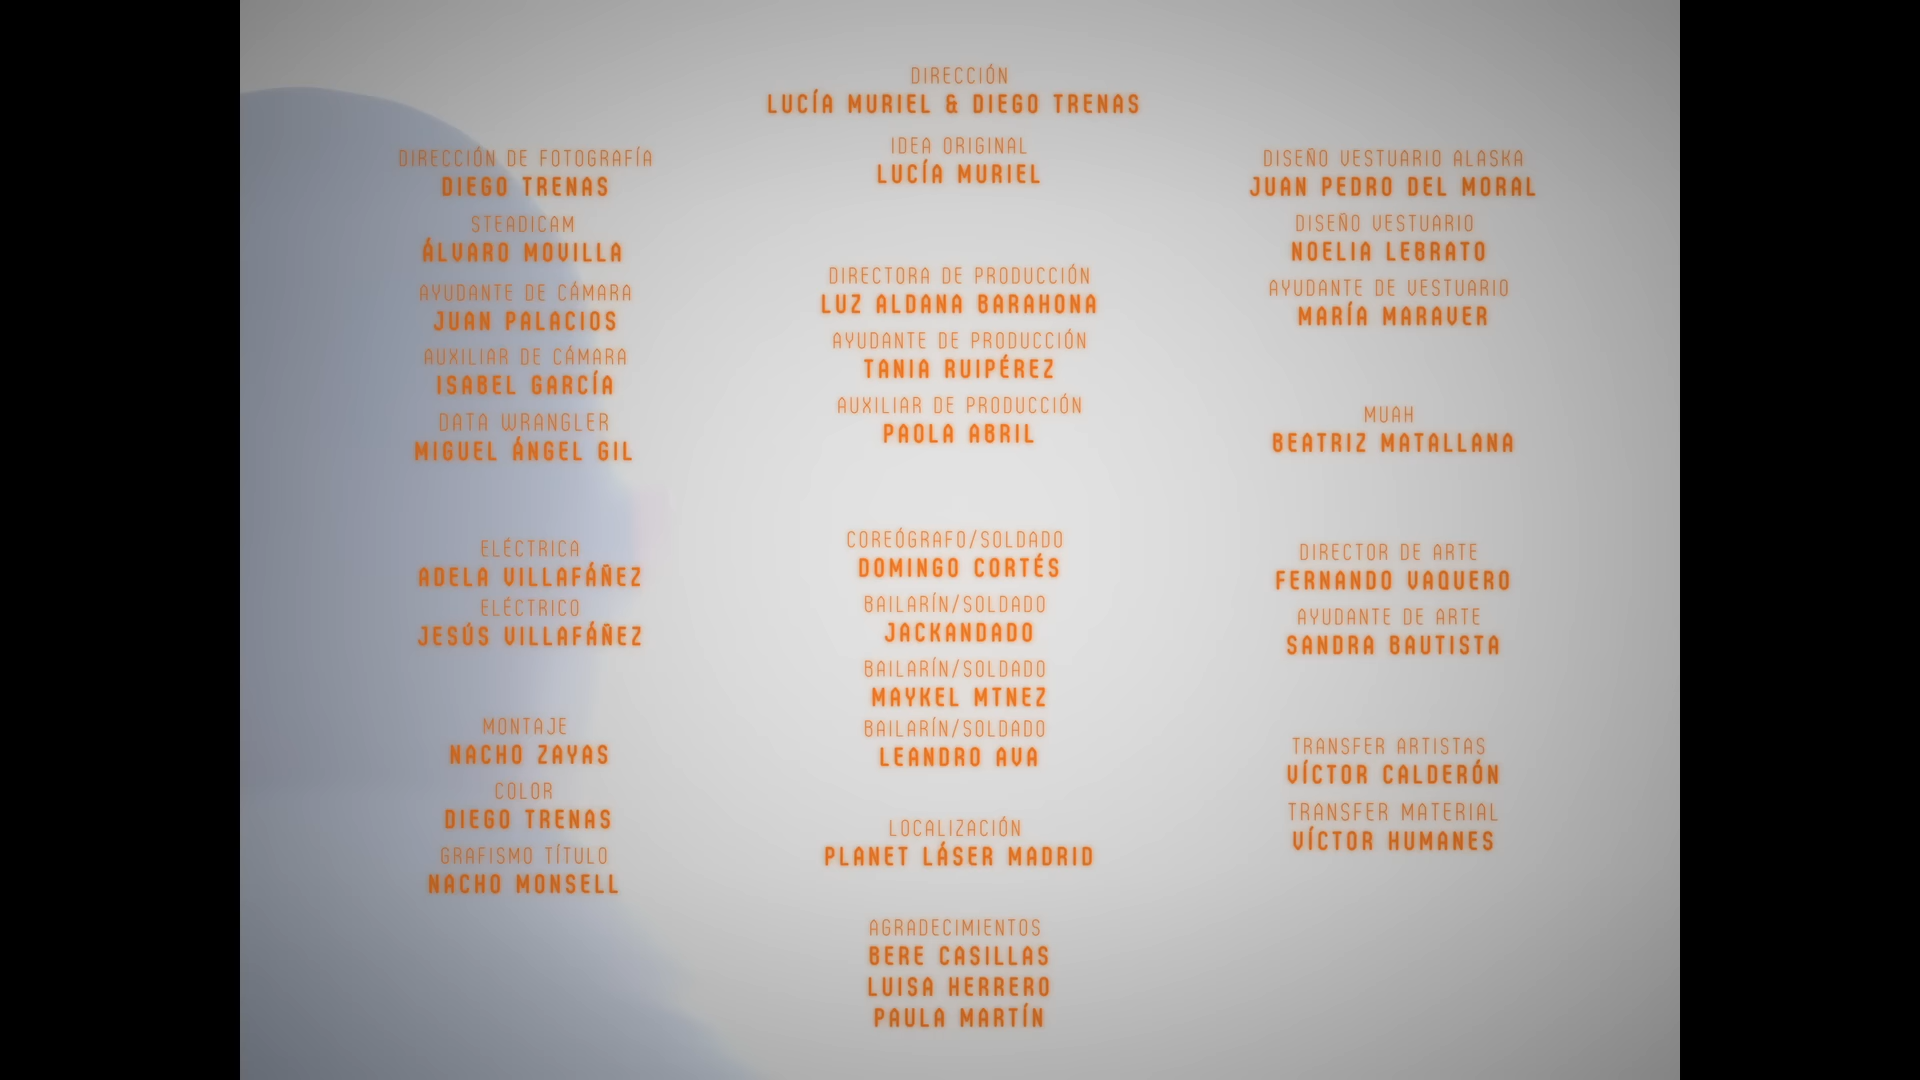 DIRECCIÓN
LUCÍA MURIEL & DIEGO TRENAS
IDEA ORIGINAL
LUCÍA MURIEL
DIRECCIÓN DE FOTOGRAFÍA
DIEGO TRENAS
STEADICAM
ÁLVARO MOVILLA
AYUDANTE DE CÁMARA
JUAN PALACIOS
AUXILIAR DE CÁMARA
ISABEL GARCÍA
DATA WRANGLER
MIGUEL ÁNGEL GIL
ELÉCTRICA
ADELA VILLAFÁÑEZ
ELÉCTRICO
JESÚS VILLAFÁÑEZ
MONTAJE
NACHO ZAYAS
COLOR
DIEGO TRENAS
GRAFISMO TÍTULO
NACHO MONSELL
DIRECTORA DE PRODUCCIÓN
LUZ ALDANA BARAHONA
AYUDANTE DE PRODUCCIÓN
TANIA RUIPÉREZ
AUXILIAR DE PRODUCCIÓN
PAOLA ABRIL
COREÓGRAFO/SOLDADO
DOMINGO CORTÉS
BAILARÍN/SOLDADO
JACKANDADO
BAILARÍN/SOLDADO
MAYKEL MTNEZ
BAILARÍN/SOLDADO
LEANDRO AVA
LOCALIZACIÓN
PLANET LÁSER MADRID
AGRADECIMIENTOS
BERE CASILLAS
LUISA HERRERO
PAULA MARTÍN
DISEÑO VESTUARIO ALASKA
JUAN PEDRO DEL MORAL
DISEÑO VESTUARIO
NOELIA LEBRATO
AYUDANTE DE VESTUARIO
MARÍA MARAVER
MUAH
BEATRIZ MATALLANA
DIRECTOR DE ARTE
FERNANDO VAQUERO
AYUDANTE DE ARTE
SANDRA BAUTISTA
TRANSFER ARTISTAS
VÍCTOR CALDERÓN
TRANSFER MATERIAL
VÍCTOR HUMANES